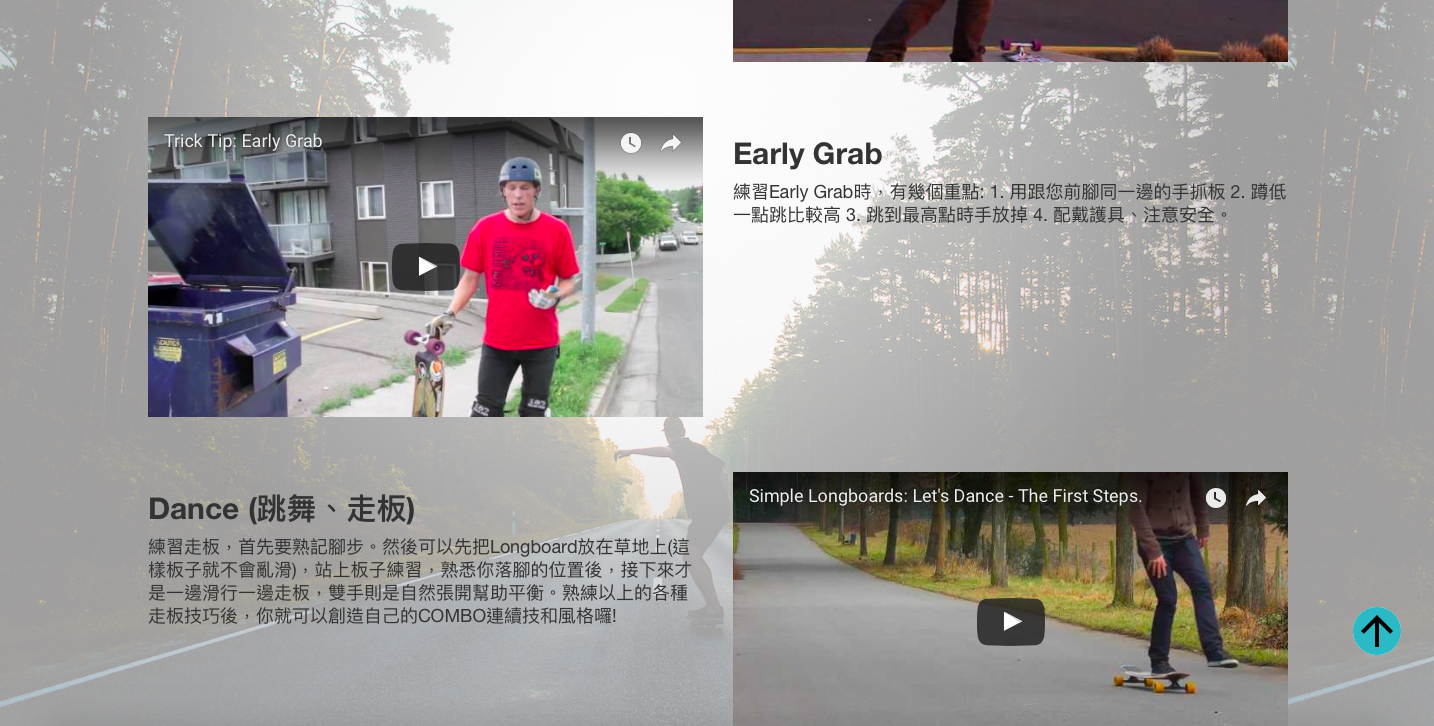 Trick Tip: Early Grab
Early Grab
練習Early Grab時，有幾個重點: 1. 用跟您前腳同一邊的手抓板 2. 蹲低
一點跳比較高 3. 跳到最高點時手放掉 4. 配戴護具、注意安全。
Dance (跳舞、走板)
練習走板，首先要熟記腳步。然後可以先把Longboard放在草地上(這
樣板子就不會亂滑)，站上板子練習，熟悉你落腳的位置後，接下來才
是一邊滑行一邊走板，雙手則是自然張開幫助平衡。熟練以上的各種
走板技巧後，你就可以創造自己的COMBO連續技和風格囉!
Simple Longboards: Let's Dance - The First Steps.